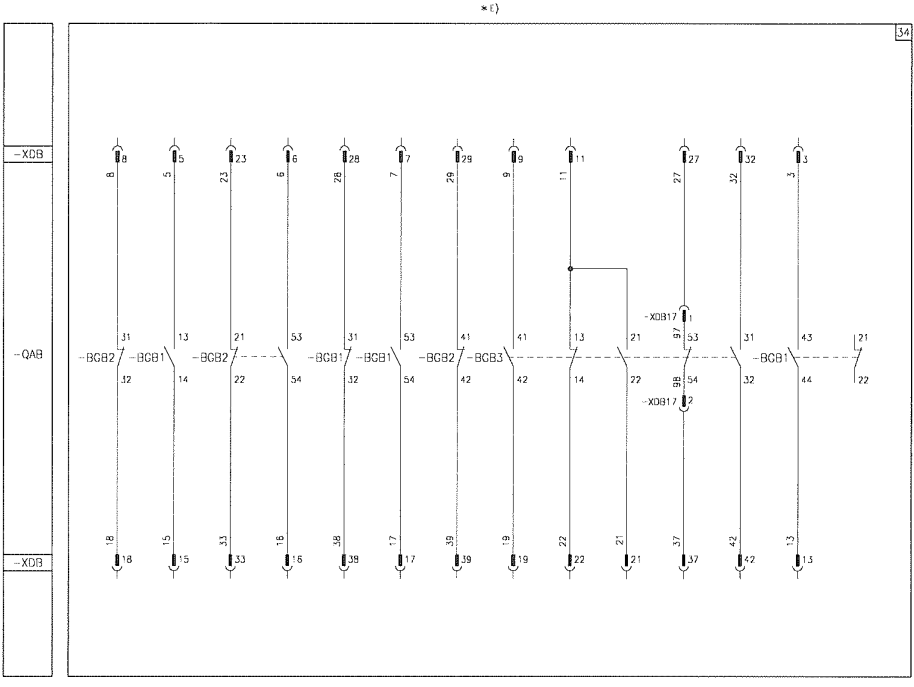 *E)
34
-XDB 8 5 23 6 28 7 29 9 11 27 32 3
8 5 23 6 28 7 29 9 11 27 32 3
-XDB17 1
97
31 13 21 53 31 53 41 41 13 21 53 31 43 21
-QAB -BGB2 -BGB1 -BGB2 -BGB1 -BGB1 -BGB2 -BGB3 -BGB1
32 14 22 54 32 54 42 42 14 22 54 32 44 22
98
-XDB17 2
18 15 33 16 38 17 39 19 22 21 37 42 13
-XDB 18 15 33 16 38 17 39 19 22 21 37 42 13